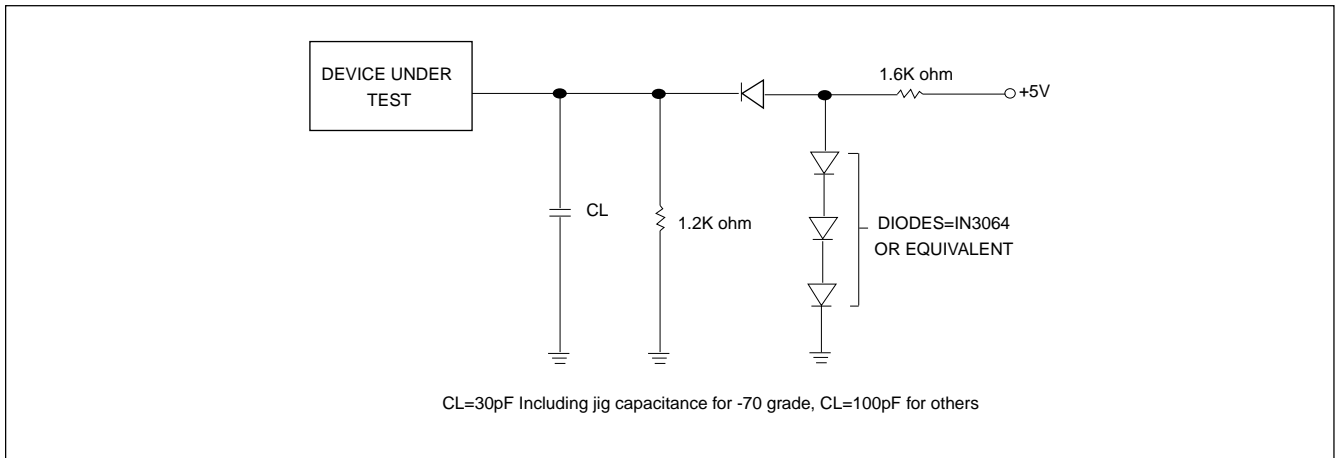 DEVICE UNDER
TEST
1.6K ohm
+5V
CL
1.2K ohm
DIODES=IN3064
OR EQUIVALENT
CL=30pF Including jig capacitance for -70 grade, CL=100pF for others